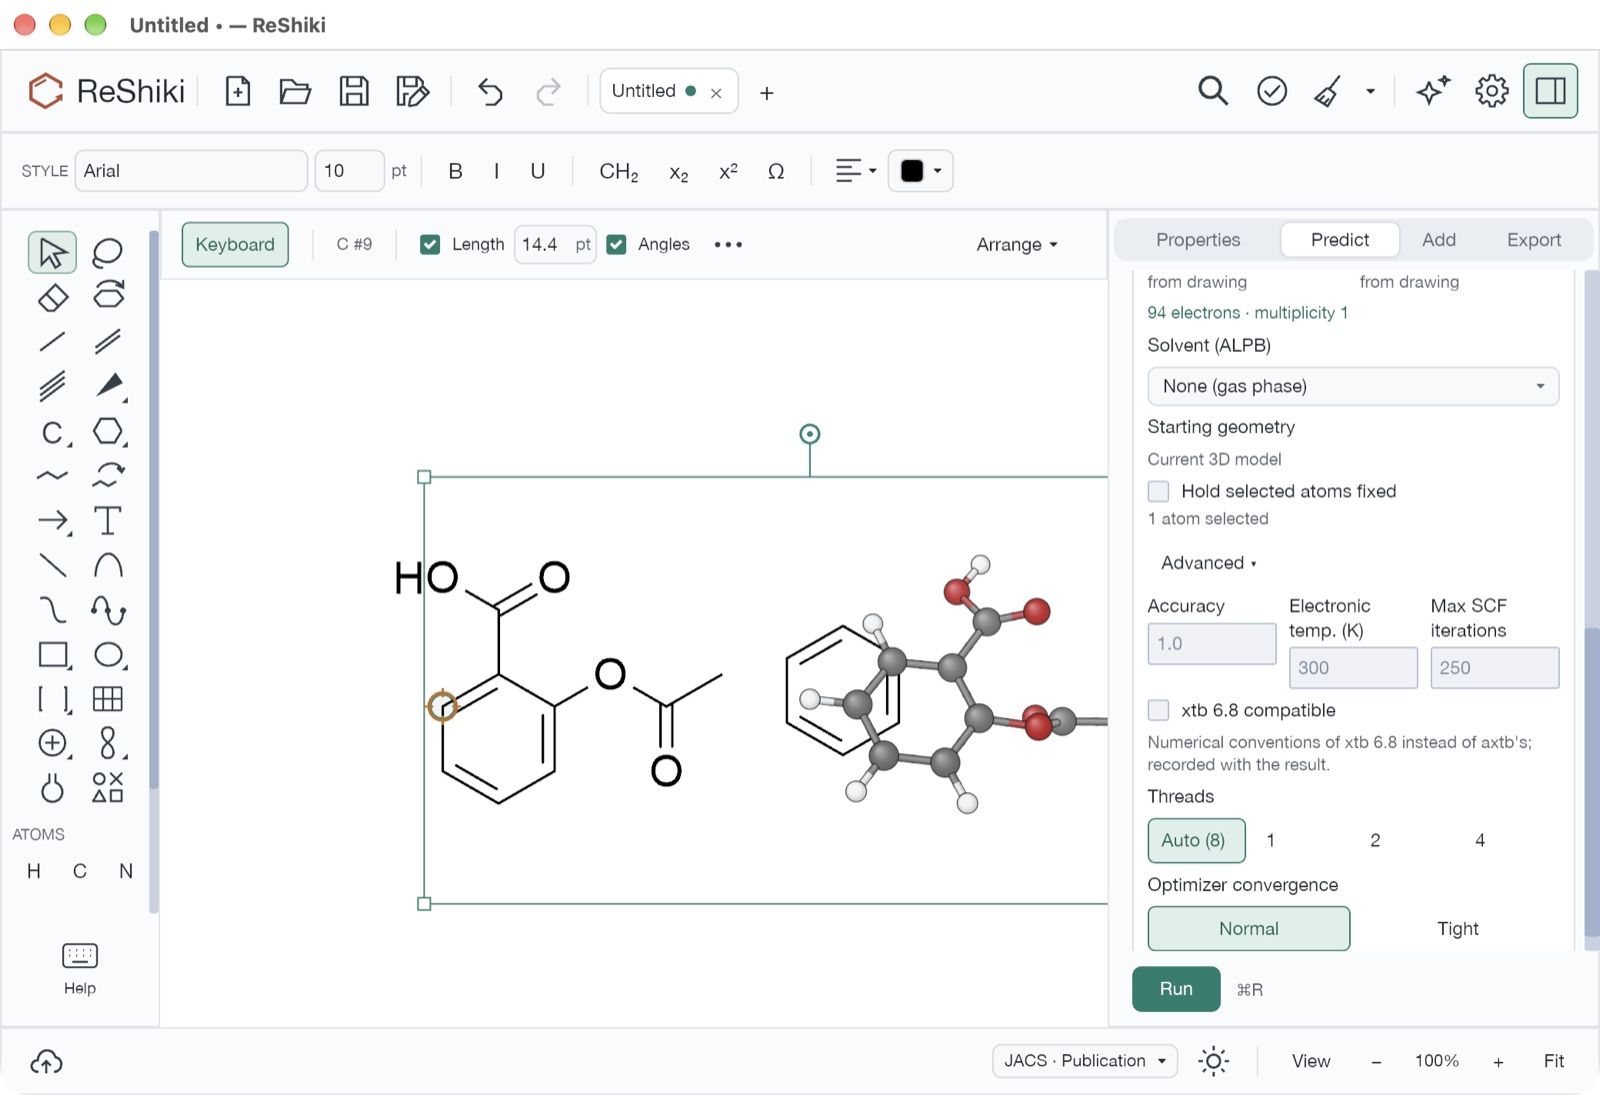 Untitled • — ReShiki
ReShiki
Untitled
STYLE Arial 10 pt B I U CH₂ x₂ x² Ω
Keyboard C #9 Length 14.4 pt Angles ••• Arrange
Properties Predict Add Export
from drawing from drawing
94 electrons · multiplicity 1
Solvent (ALPB)
None (gas phase)
Starting geometry
Current 3D model
Hold selected atoms fixed
1 atom selected
Advanced
Accuracy
Electronic temp. (K)
Max SCF iterations
1.0
300
250
xtb 6.8 compatible
Numerical conventions of xtb 6.8 instead of axtb's;
recorded with the result.
Threads
Auto (8) 1 2 4
Optimizer convergence
Normal Tight
Run ⌘R
C
T
[ ]
ATOMS
H C N
Help
HO O
O
O
JACS · Publication View − 100% + Fit